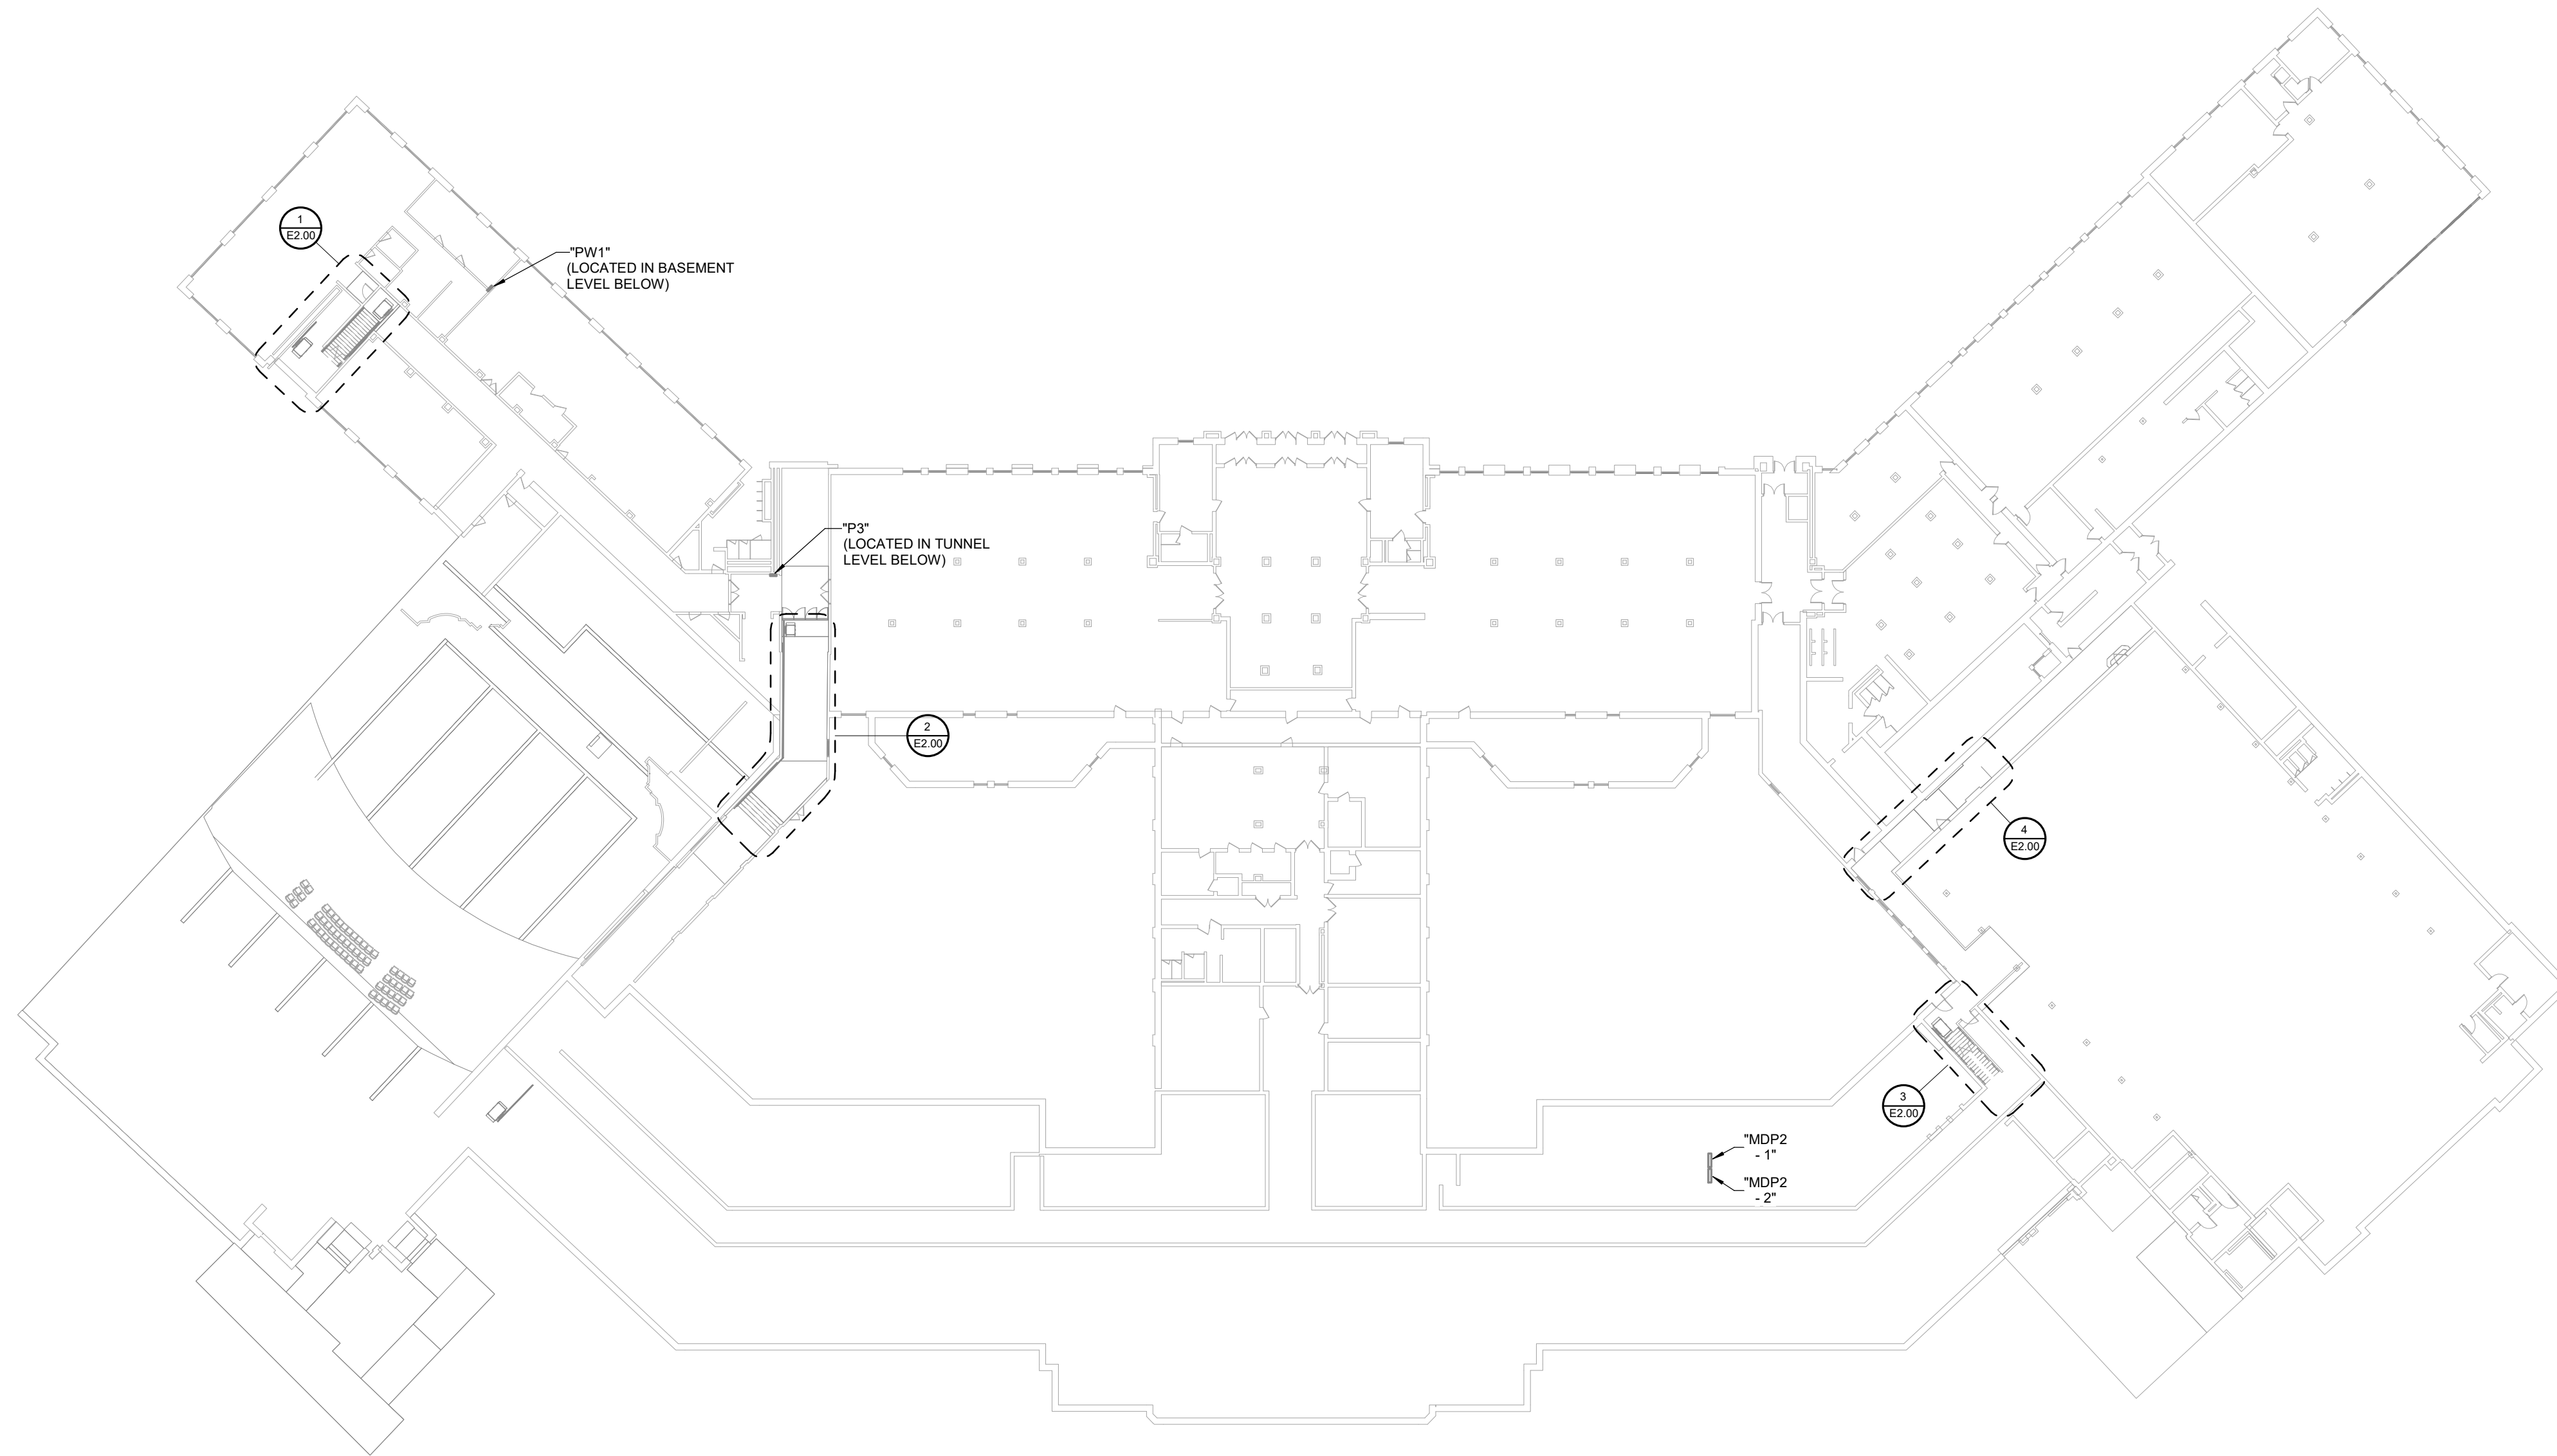 1
E2.00
"PW1"
(LOCATED IN BASEMENT
LEVEL BELOW)
"P3"
(LOCATED IN TUNNEL
LEVEL BELOW)
2
E2.00
4
E2.00
3
E2.00
"MDP2
- 1"
"MDP2
- 2"